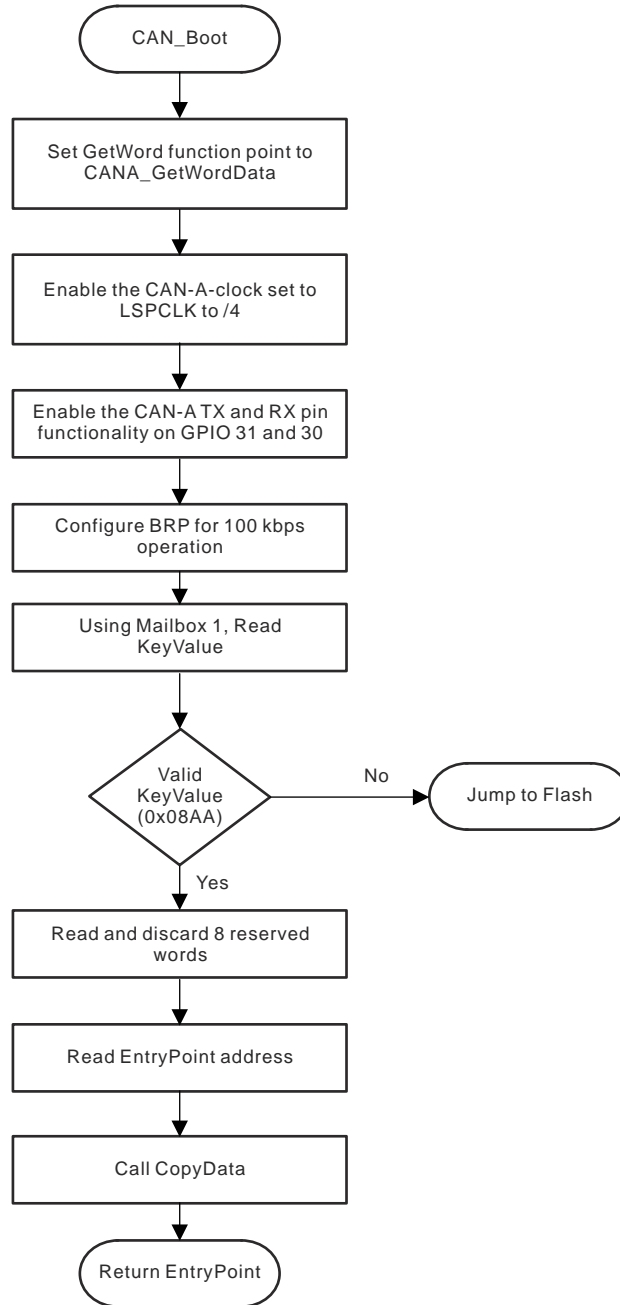 CAN_Boot
Set GetWord function point to
CANA_GetWordData
Enable the CAN-A-clock set to
LSPCLK to /4
Enable the CAN-A TX and RX pin
functionality on GPIO 31 and 30
Configure BRP for 100 kbps
operation
Using Mailbox 1, Read
KeyValue
Valid
KeyValue
(0x08AA)
No
Jump to Flash
Yes
Read and discard 8 reserved
words
Read EntryPoint address
Call CopyData
Return EntryPoint